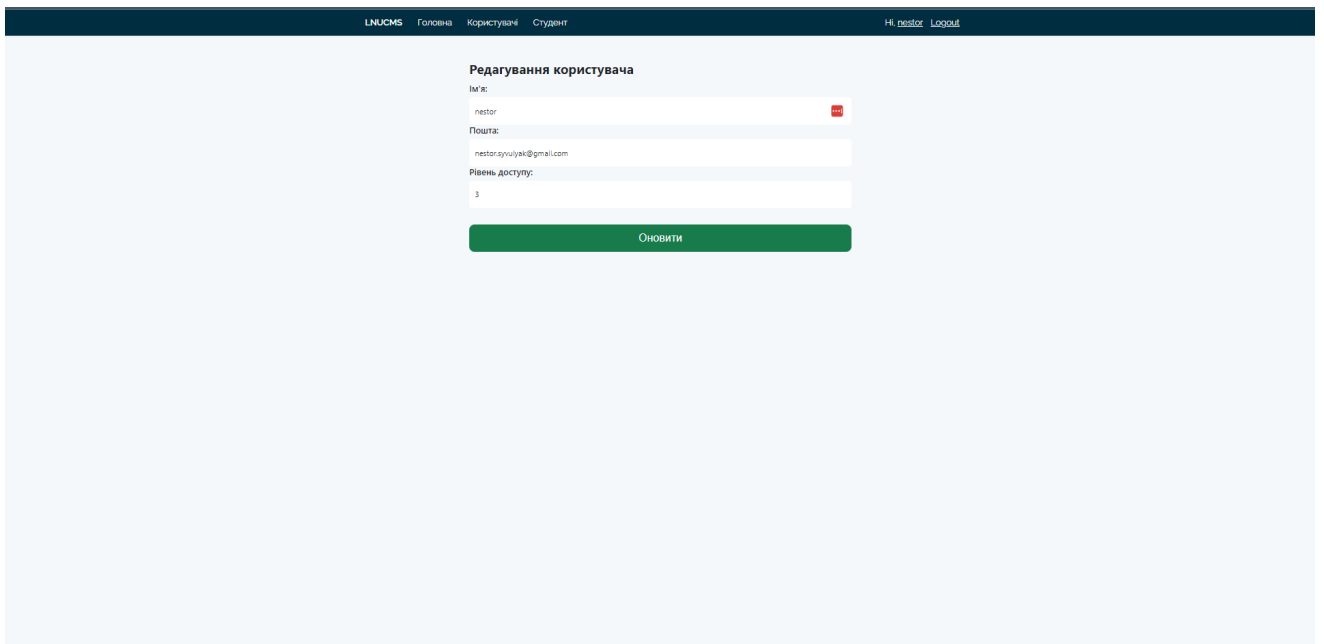 LNUCMS Головна Користувачі Студент Hi, nestor Logout
Редагування користувача
Ім'я:
nestor
Пошта:
nestor.syvulyak@gmail.com
Рівень доступу:
3
Оновити